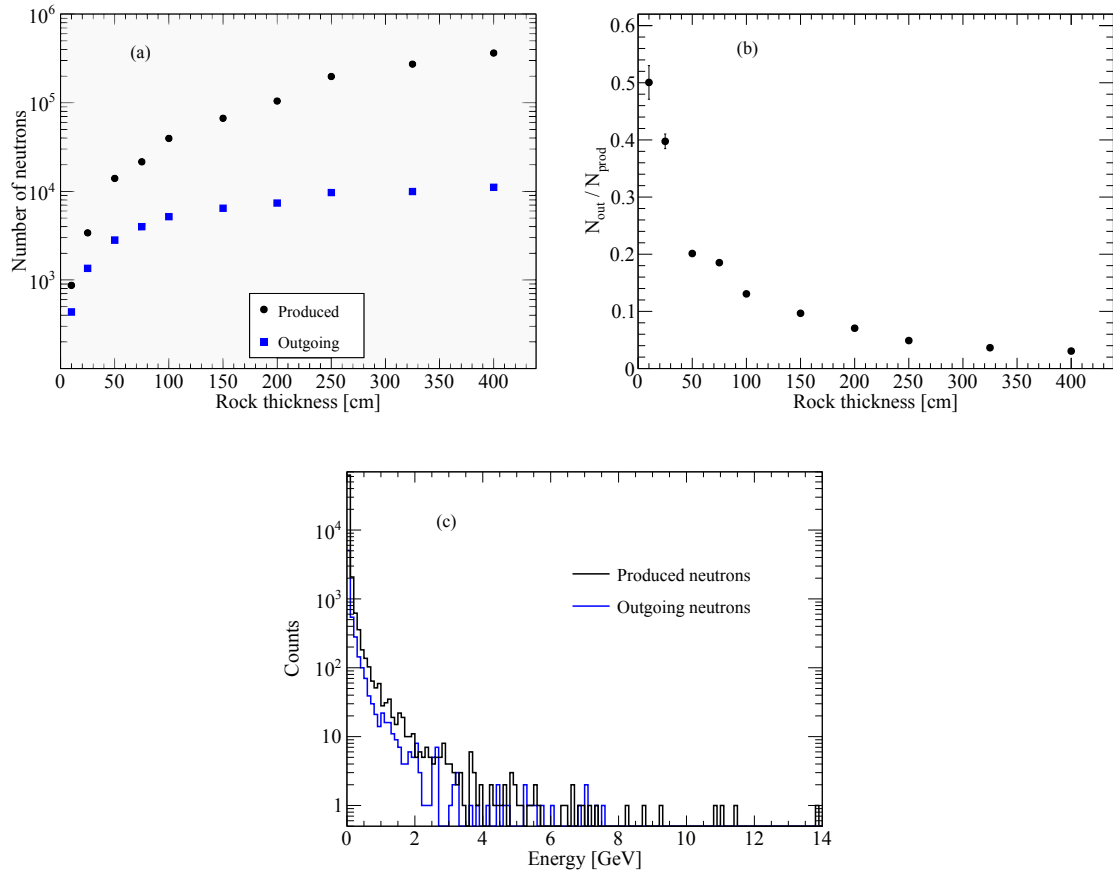 (a)
Number of neutrons
10^6
10^5
10^4
10^3
Produced
Outgoing
0 50 100 150 200 250 300 350 400
Rock thickness [cm]
(b)
N_out / N_prod
0.6
0.5
0.4
0.3
0.2
0.1
0
0 50 100 150 200 250 300 350 400
Rock thickness [cm]
(c)
Counts
10^4
10^3
10^2
10
1
Produced neutrons
Outgoing neutrons
0 2 4 6 8 10 12 14
Energy [GeV]